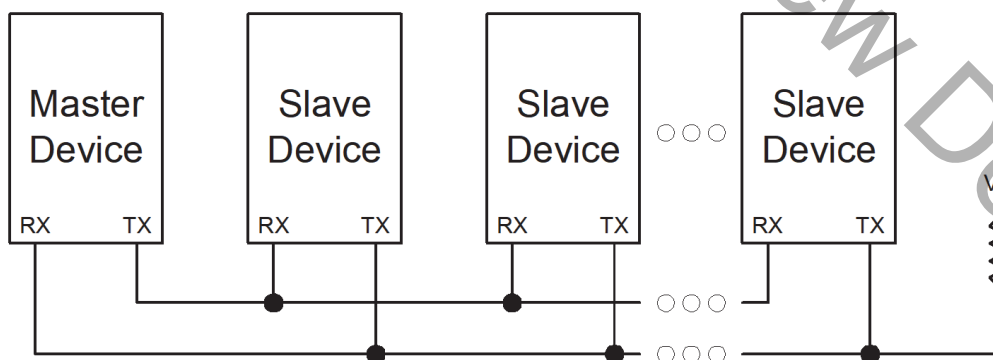 Master
Device
Slave
Device
Slave
Device
Slave
Device
RX
TX
RX
TX
RX
TX
RX
TX